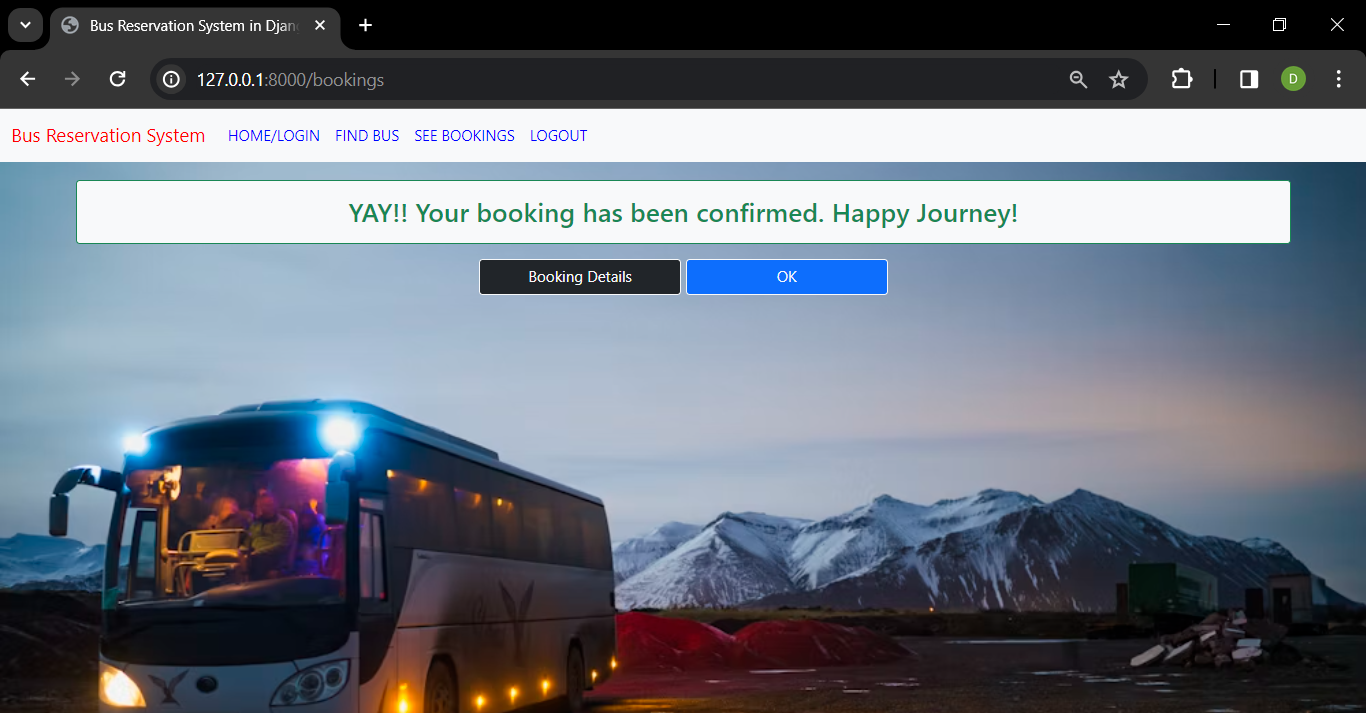 Bus Reservation System in Djan
127.0.0.1:8000/bookings
D
Bus Reservation System HOME/LOGIN FIND BUS SEE BOOKINGS LOGOUT
YAY!! Your booking has been confirmed. Happy Journey!
Booking Details OK